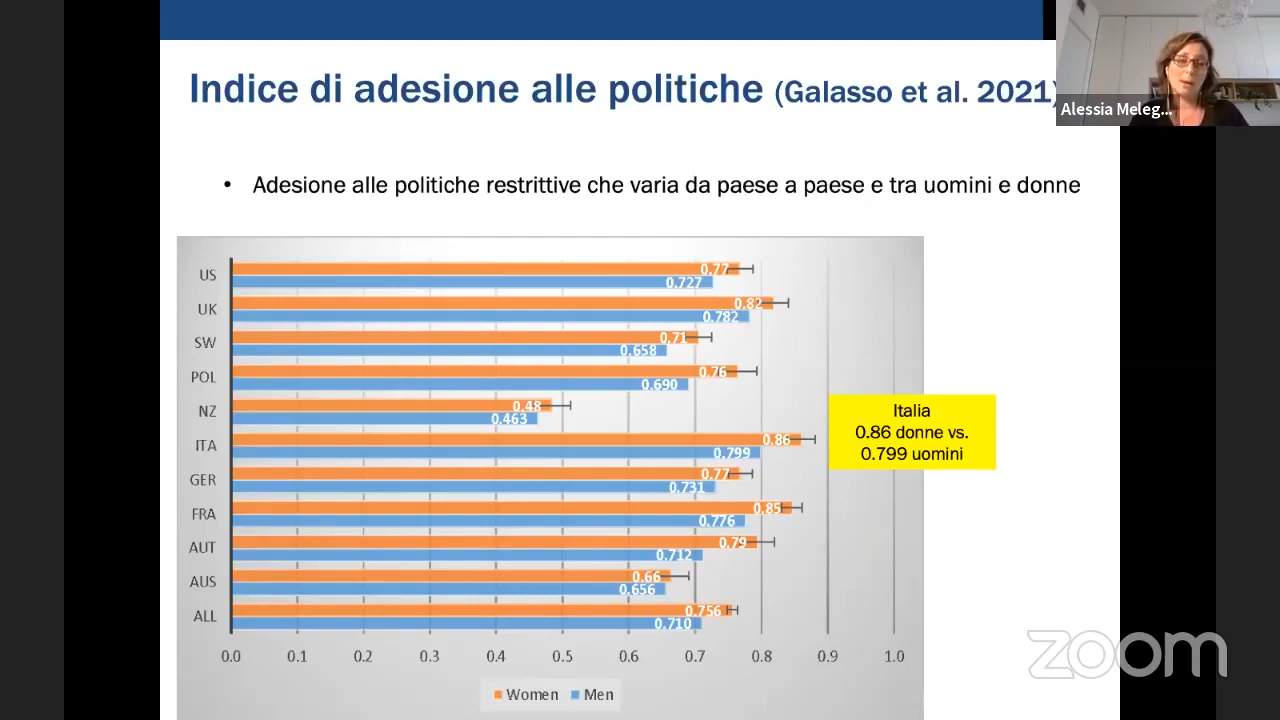 Indice di adesione alle politiche (Galasso et al. 2021)
Alessia Meleg...
• Adesione alle politiche restrittive che varia da paese a paese e tra uomini e donne
US
0.77
0.727
UK
0.82
0.782
SW
0.71
0.658
POL
0.76
0.690
NZ
0.48
0.463
ITA
0.86
0.799
GER
0.77
0.731
FRA
0.85
0.776
AUT
0.79
0.712
AUS
0.66
0.656
ALL
0.756
0.710
Italia
0.86 donne vs.
0.799 uomini
0.0 0.1 0.2 0.3 0.4 0.5 0.6 0.7 0.8 0.9 1.0
Women Men
zoom